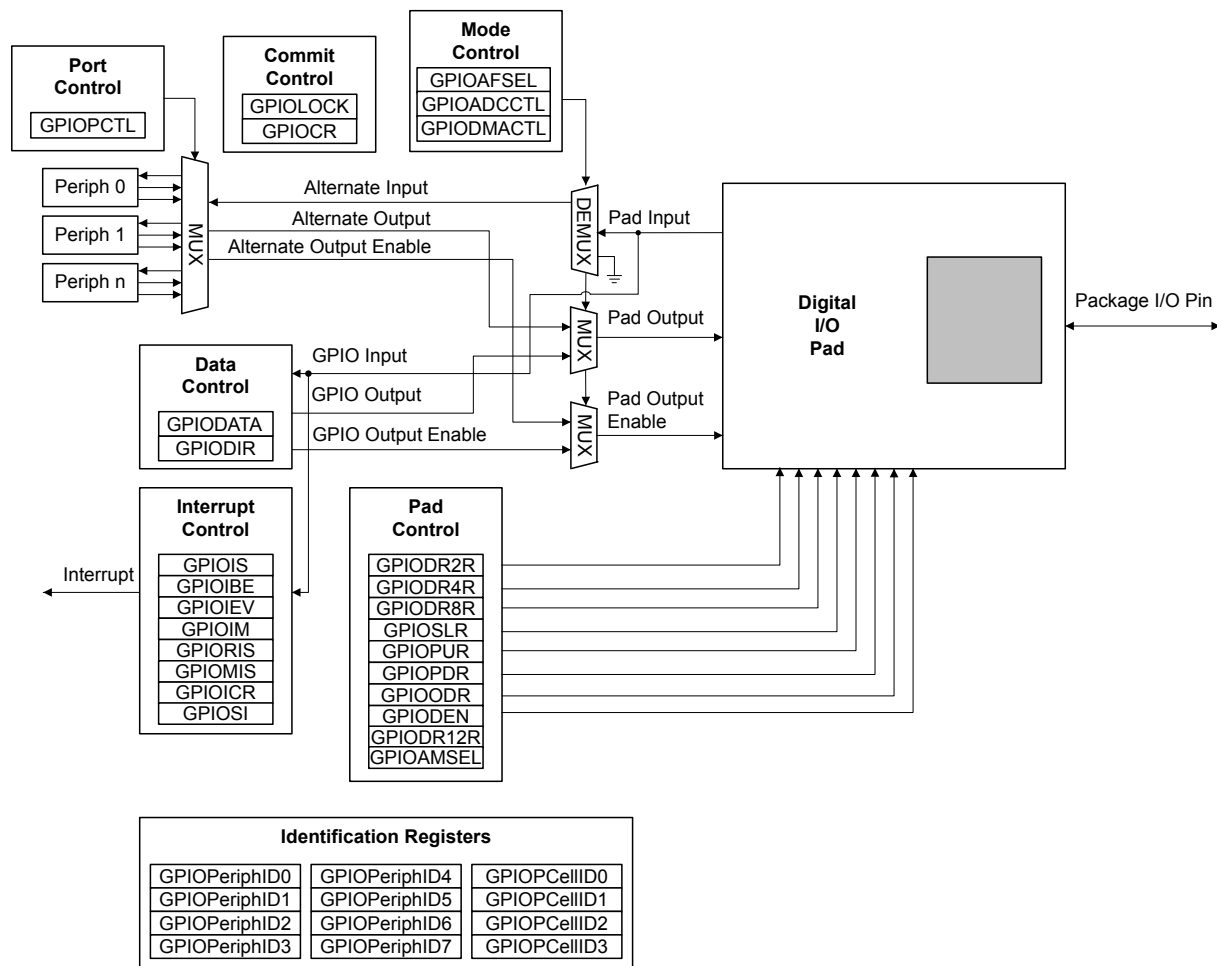 Port
Control
GPIOPCTL
Commit
Control
GPIOLOCK
GPIOCR
Mode
Control
GPIOAFSEL
GPIOADCCTL
GPIODMACTL
Periph 0
Periph 1
Periph n
MUX
Alternate Input
Alternate Output
Alternate Output Enable
DEMUX
Pad Input
MUX
Pad Output
MUX
Pad Output
Enable
Digital
I/O
Pad
Package I/O Pin
Data
Control
GPIODATA
GPIODIR
GPIO Input
GPIO Output
GPIO Output Enable
Interrupt
Control
GPIOIS
GPIOIBE
GPIOIEV
GPIOIM
GPIORIS
GPIOMIS
GPIOICR
GPIOSI
Interrupt
Pad
Control
GPIODR2R
GPIODR4R
GPIODR8R
GPIOSLR
GPIOPUR
GPIOPDR
GPIOODR
GPIODEN
GPIODR12R
GPIOAMSEL
Identification Registers
GPIOPeriphID0
GPIOPeriphID1
GPIOPeriphID2
GPIOPeriphID3
GPIOPeriphID4
GPIOPeriphID5
GPIOPeriphID6
GPIOPeriphID7
GPIOPCellID0
GPIOPCellID1
GPIOPCellID2
GPIOPCellID3